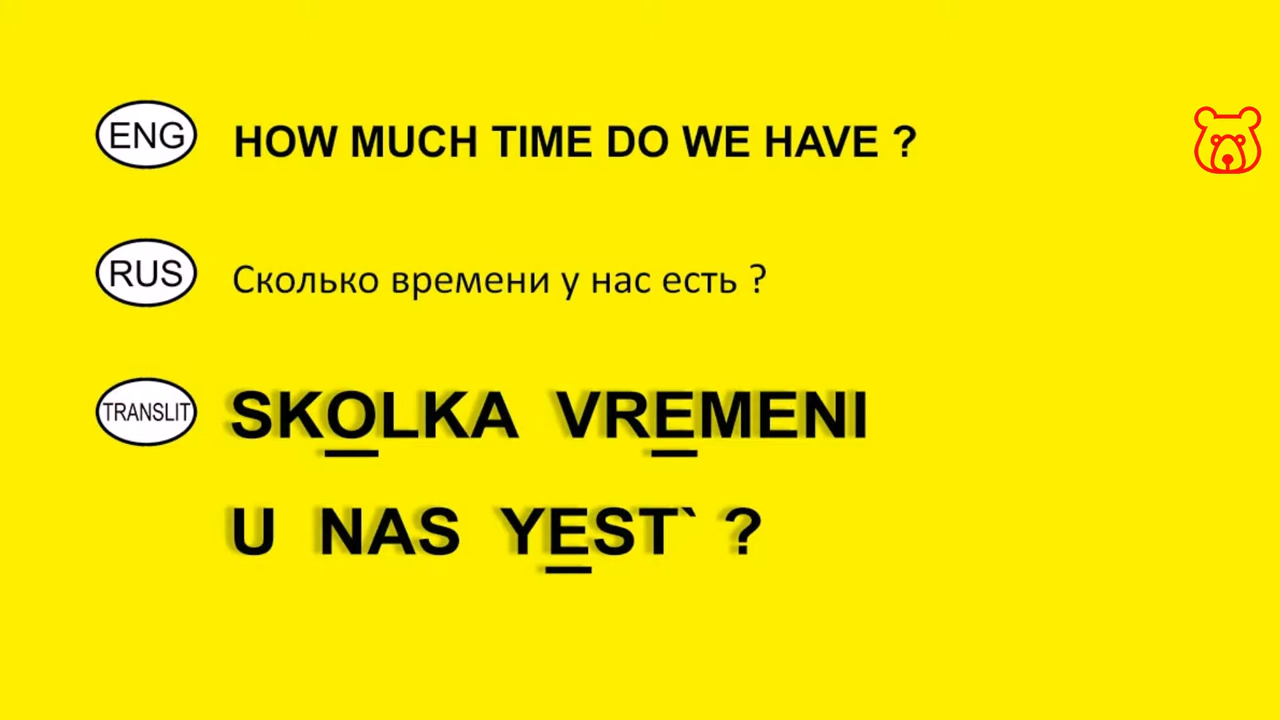 ENG HOW MUCH TIME DO WE HAVE ?
RUS Сколько времени у нас есть ?
TRANSLIT SKOLKA VREMENI
U NAS YEST` ?